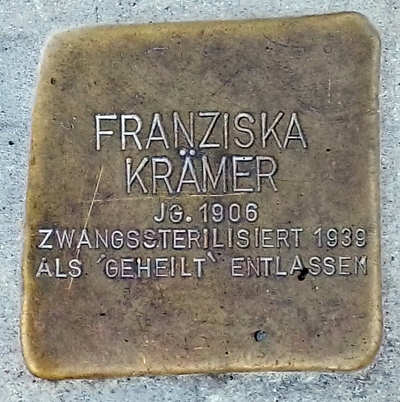 FRANZISKA
KRÄMER
JG. 1906
ZWANGSSTERILISIERT 1939
ALS ´GEHEILT` ENTLASSEN